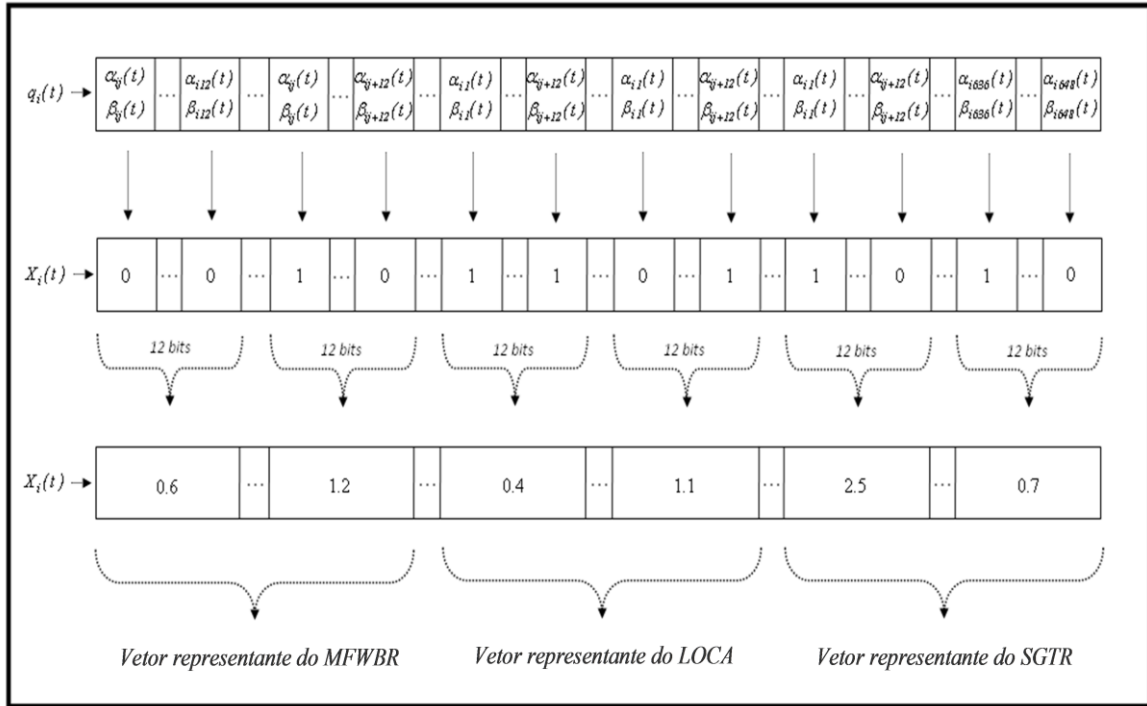 α_ij(t) ... α_i12(t) ... α_ij(t) ... α_ij+12(t) ... α_i1(t) ... α_ij+12(t) ... α_i1(t) ... α_ij+12(t) ... α_i1(t) ... α_ij+12(t) ... α_i636(t) ... α_i648(t)
q_i(t)
β_ij(t) β_i12(t) β_ij(t) β_ij+12(t) β_i1(t) β_ij+12(t) β_i1(t) β_ij+12(t) β_i1(t) β_ij+12(t) β_i636(t) β_i648(t)
X_i(t) 0 ... 0 ... 1 ... 0 ... 1 ... 1 ... 0 ... 1 ... 1 ... 0 ... 1 ... 0
12 bits 12 bits 12 bits 12 bits 12 bits 12 bits
X_i(t) 0.6 ... 1.2 ... 0.4 ... 1.1 ... 2.5 ... 0.7
Vetor representante do MFWBR Vetor representante do LOCA Vetor representante do SGTR